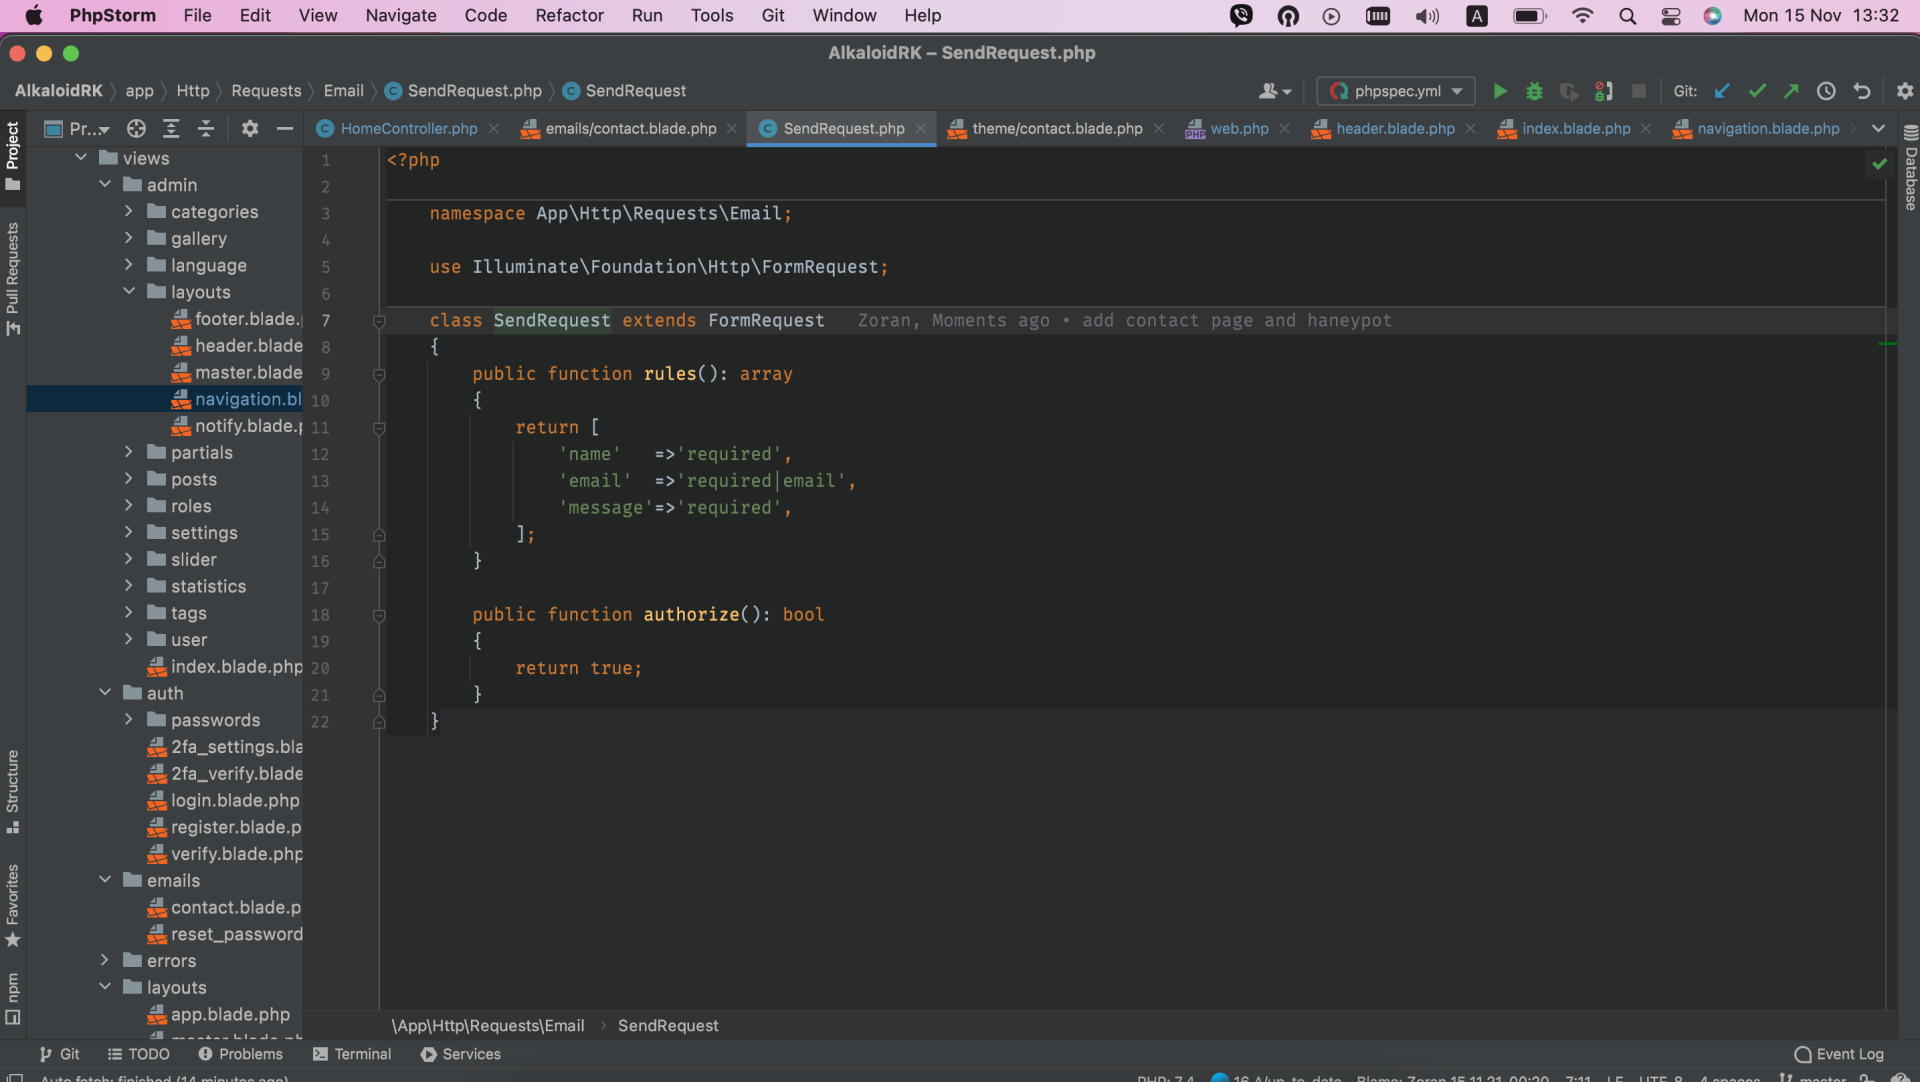 PhpStorm File Edit View Navigate Code Refactor Run Tools Git Window Help A Mon 15 Nov 13:32
AlkaloidRK – SendRequest.php
AlkaloidRK app Http Requests Email SendRequest.php SendRequest phpspec.yml Git:
Pr... HomeController.php emails/contact.blade.php SendRequest.php theme/contact.blade.php web.php header.blade.php index.blade.php navigation.blade.php
Project
Pull Requests
Structure
Favorites
npm
Database
views
admin
categories
gallery
language
layouts
footer.blade.
header.blade
master.blade
navigation.bl
notify.blade.
partials
posts
roles
settings
slider
statistics
tags
user
index.blade.php
auth
passwords
2fa_settings.bla
2fa_verify.blade
login.blade.php
register.blade.p
verify.blade.php
emails
contact.blade.p
reset_password
errors
layouts
app.blade.php
1 <?php
2
3 namespace App\Http\Requests\Email;
4
5 use Illuminate\Foundation\Http\FormRequest;
6
7 class SendRequest extends FormRequest Zoran, Moments ago • add contact page and haneypot
8 {
9 public function rules(): array
10 {
11 return [
12 'name' =>'required',
13 'email' =>'required|email',
14 'message'=>'required',
15 ];
16 }
17
18 public function authorize(): bool
19 {
20 return true;
21 }
22 }
\App\Http\Requests\Email › SendRequest
Git TODO Problems Terminal Services Event Log
Auto fetch: finished (14 minutes ago) PHP: 7.4 16 Δ/up-to-date Blame: Zoran 15.11.21, 00:20 7:11 LF UTF-8 4 spaces master